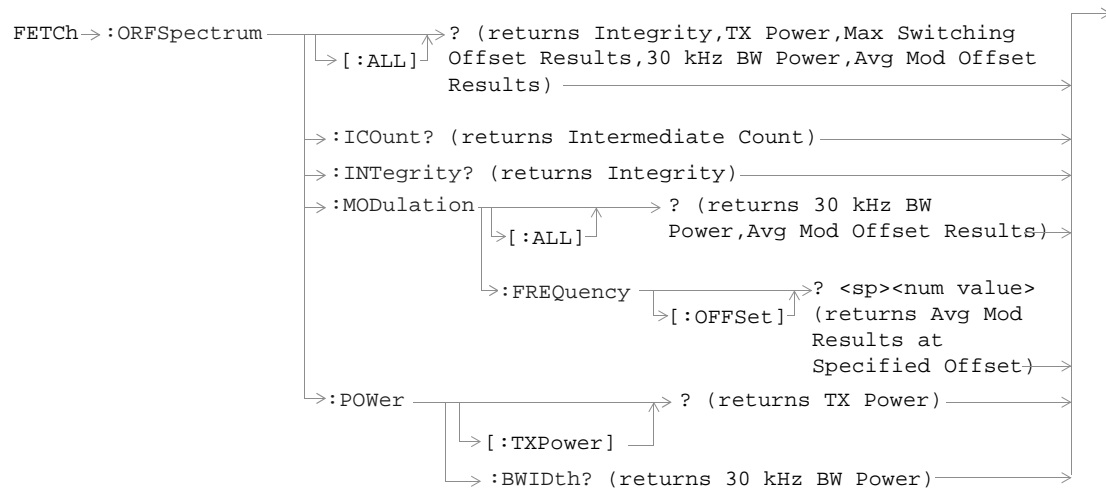 FETCh :ORFSpectrum ? (returns Integrity,TX Power,Max Switching
[:ALL] Offset Results,30 kHz BW Power,Avg Mod Offset
Results)
:ICOunt? (returns Intermediate Count)
:INTegrity? (returns Integrity)
:MODulation ? (returns 30 kHz BW
[:ALL] Power,Avg Mod Offset Results)
:FREQuency ? <sp><num value>
[:OFFSet] (returns Avg Mod
Results at
Specified Offset)
:POWer ? (returns TX Power)
[:TXPower]
:BWIDth? (returns 30 kHz BW Power)